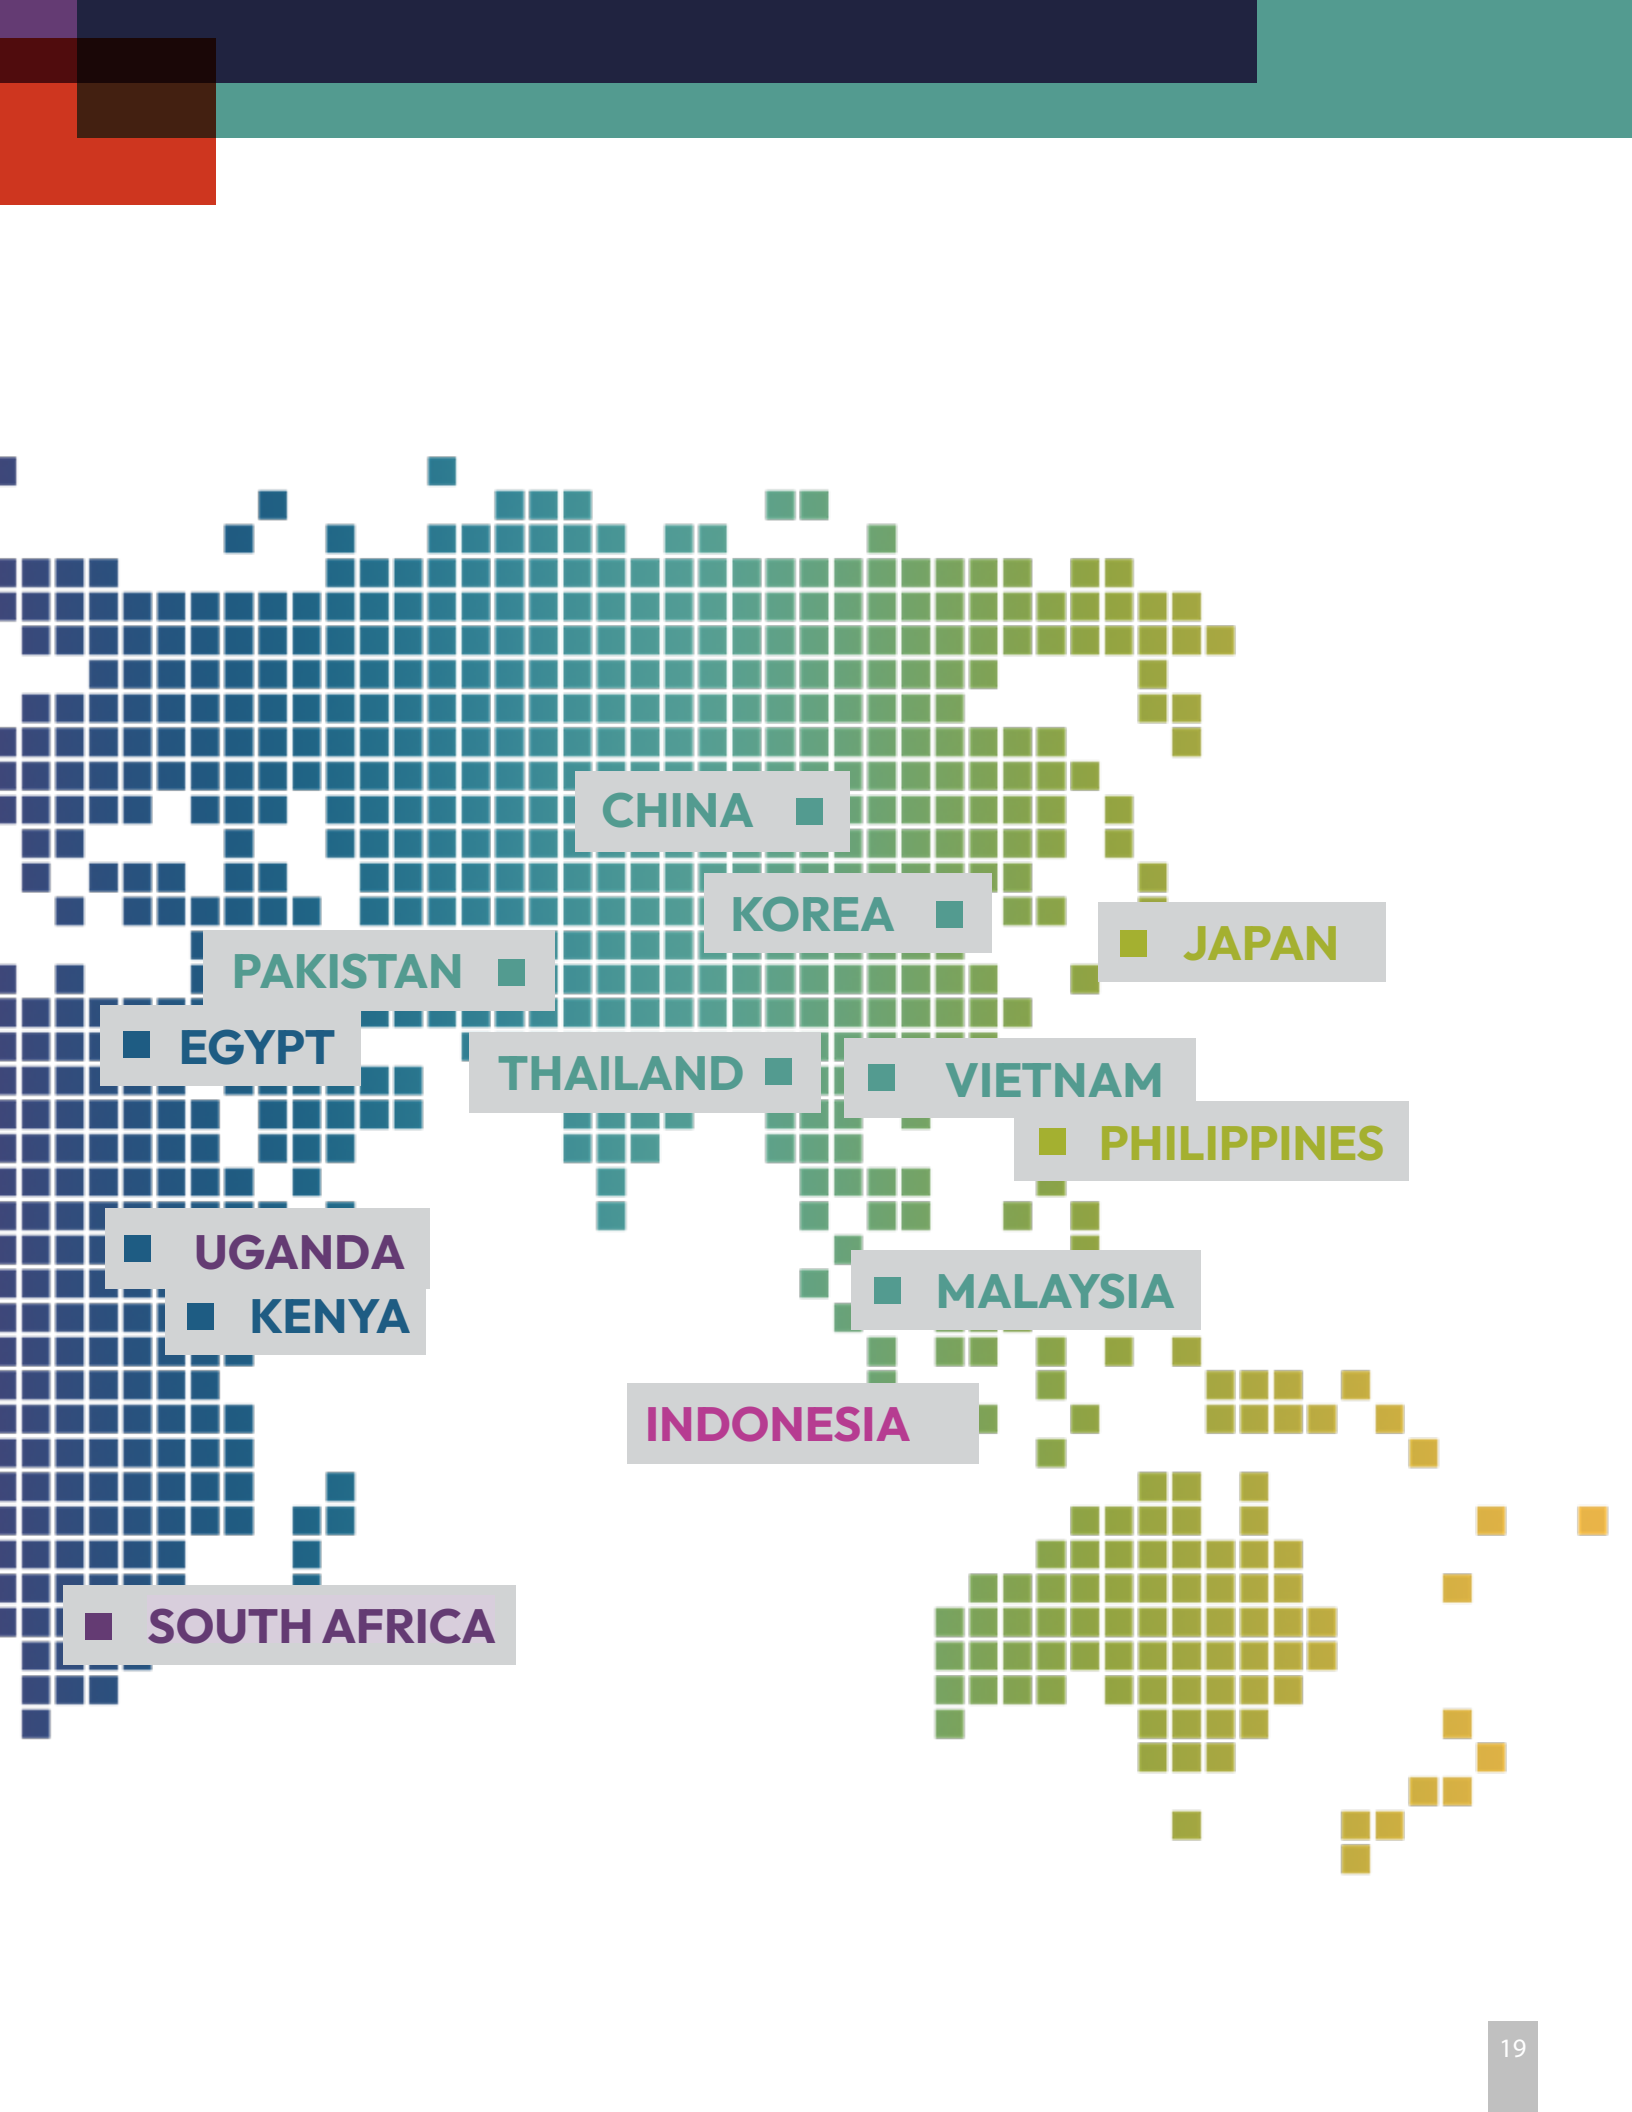 CHINA
KOREA
JAPAN
PAKISTAN
EGYPT
THAILAND
VIETNAM
PHILIPPINES
UGANDA
MALAYSIA
KENYA
INDONESIA
SOUTH AFRICA
19